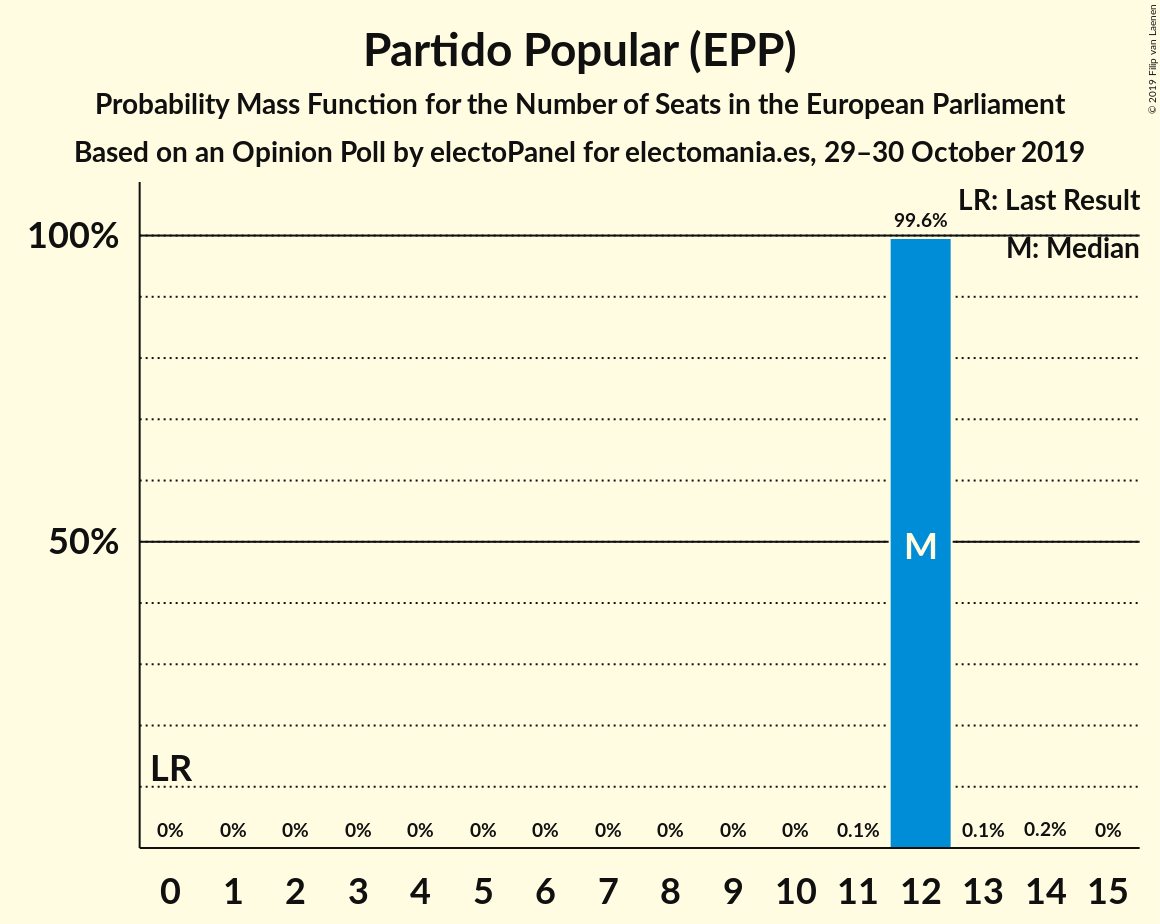 Partido Popular (EPP)
Probability Mass Function for the Number of Seats in the European Parliament
Based on an Opinion Poll by electoPanel for electomania.es, 29–30 October 2019
© 2019 Filip van Laenen
LR: Last Result
M: Median
100%
50%
99.6%
M
LR
0% 0% 0% 0% 0% 0% 0% 0% 0% 0% 0% 0.1% 0.1% 0.2% 0%
0 1 2 3 4 5 6 7 8 9 10 11 12 13 14 15